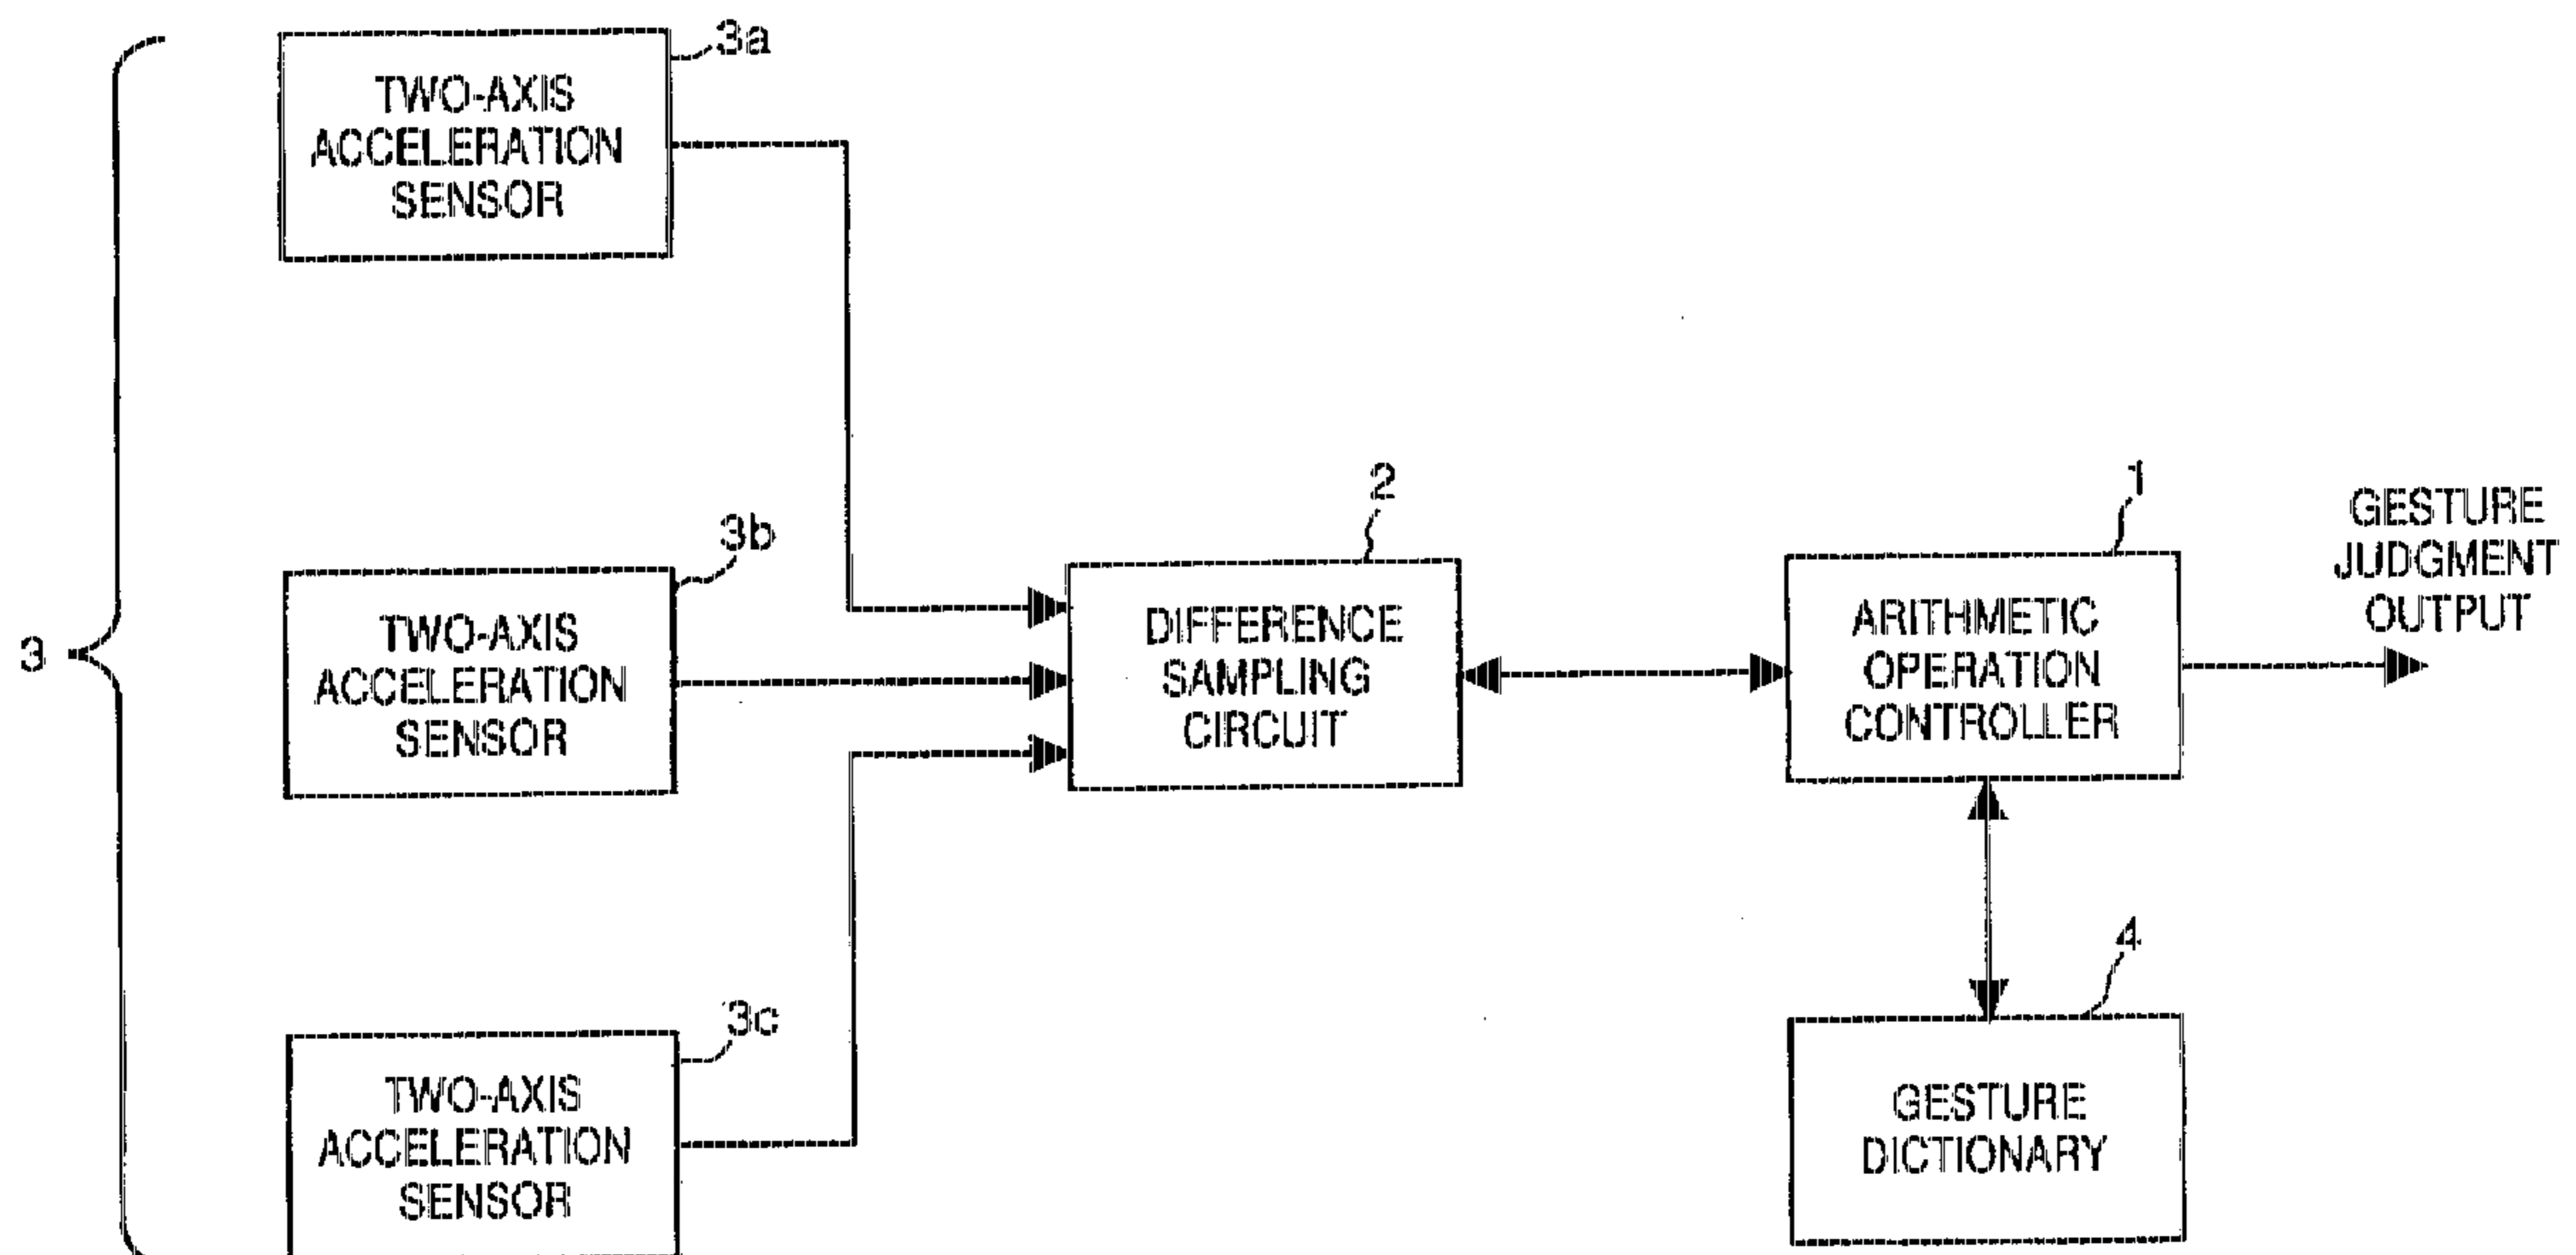 3a
TWO-AXIS
ACCELERATION
SENSOR
3
3b
TWO-AXIS
ACCELERATION
SENSOR
3c
TWO-AXIS
ACCELERATION
SENSOR
2
DIFFERENCE
SAMPLING
CIRCUIT
1
ARITHMETIC
OPERATION
CONTROLLER
GESTURE
JUDGMENT
OUTPUT
4
GESTURE
DICTIONARY